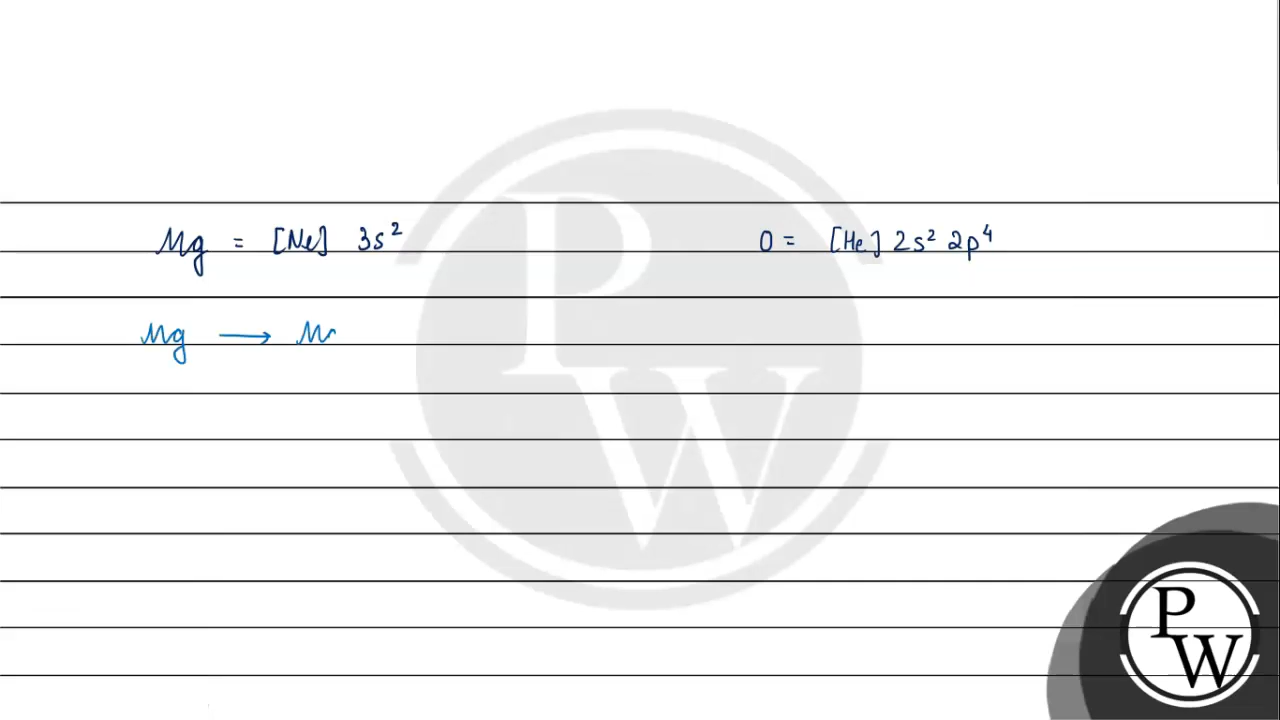 Mg = [Ne] 3s²
O = [He] 2s² 2p⁴
Mg → M
P
W
P
W